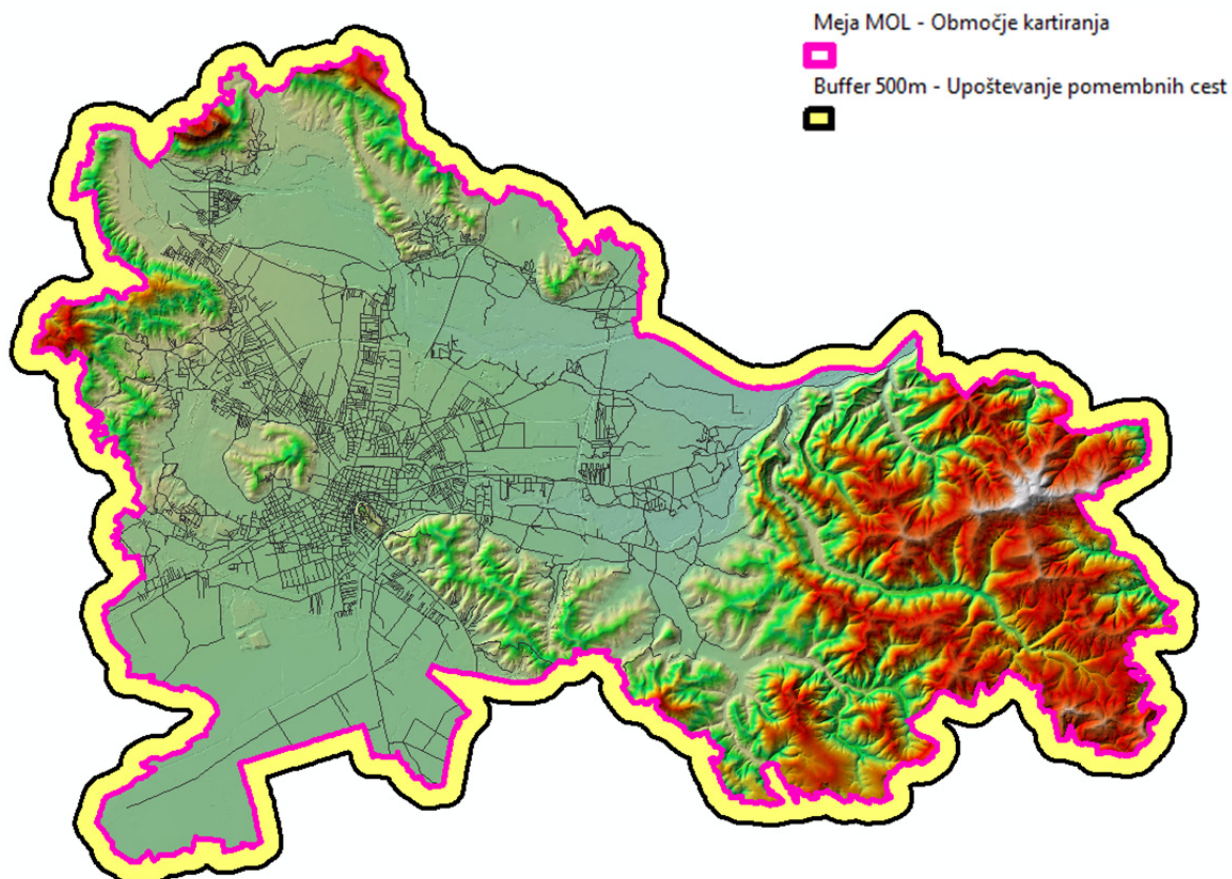 Meja MOL - Območje kartiranja
Buffer 500m - Upoštevanje pomembnih cest